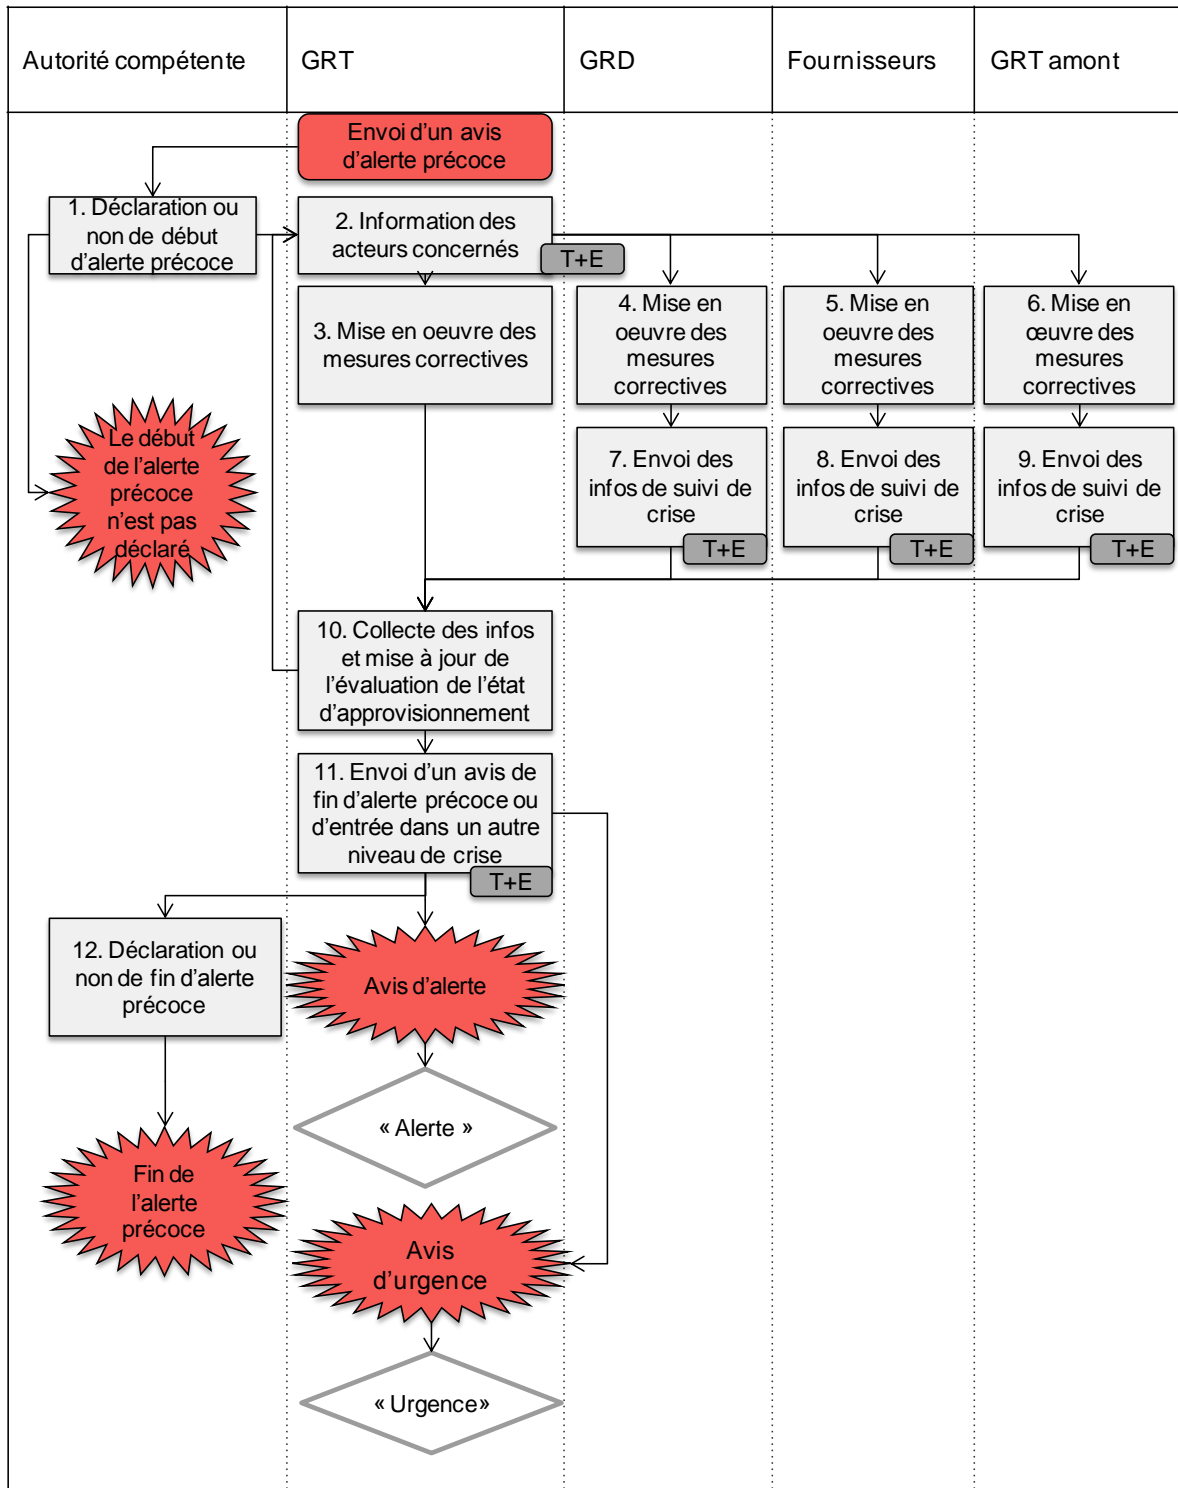 Autorité compétente
GRT
GRD
Fournisseurs
GRT amont
Envoi d'un avis
d'alerte précoce
1. Déclaration ou
non de début
d'alerte précoce
2. Information des
acteurs concernés
T+E
3. Mise en oeuvre des
mesures correctives
4. Mise en
oeuvre des
mesures
correctives
5. Mise en
oeuvre des
mesures
correctives
6. Mise en
œuvre des
mesures
correctives
Le début
de l'alerte
précoce
n'est pas
déclaré
7. Envoi des
infos de suivi de
crise
T+E
8. Envoi des
infos de suivi de
crise
T+E
9. Envoi des
infos de suivi de
crise
T+E
10. Collecte des infos
et mise à jour de
l'évaluation de l'état
d'approvisionnement
11. Envoi d'un avis de
fin d'alerte précoce ou
d'entrée dans un autre
niveau de crise
T+E
12. Déclaration ou
non de fin d'alerte
précoce
Avis d'alerte
« Alerte »
Fin de
l'alerte
précoce
Avis
d'urgence
« Urgence»